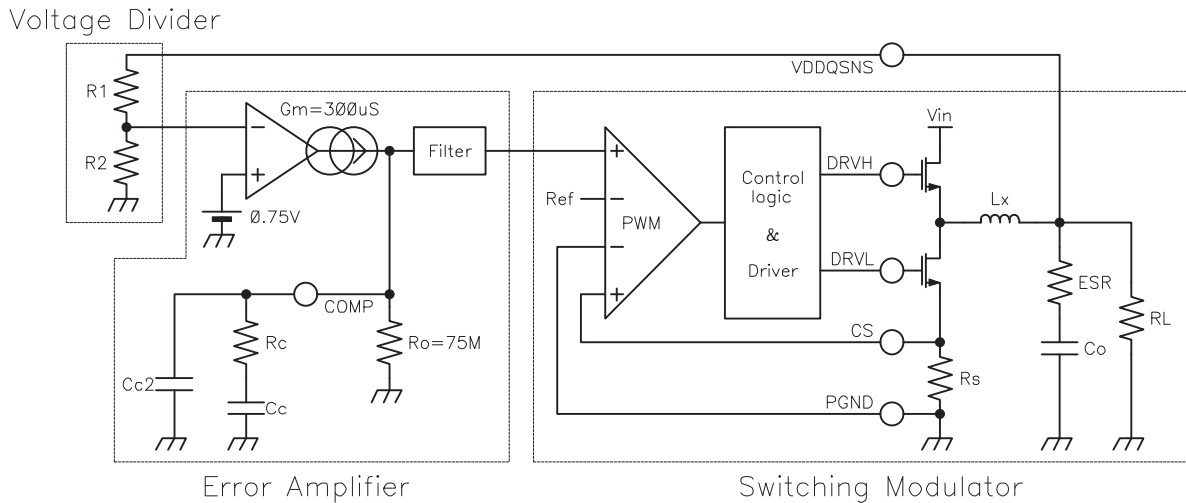 Voltage Divider
VDDQSNS
R1
R2
Gm=300uS
0.75V
Filter
COMP
Rc
Cc2
Cc
Ro=75M
Error Amplifier
Ref
PWM
Control
logic
&
Driver
DRVH
DRVL
CS
PGND
Vin
Lx
Rs
ESR
Co
RL
Switching Modulator